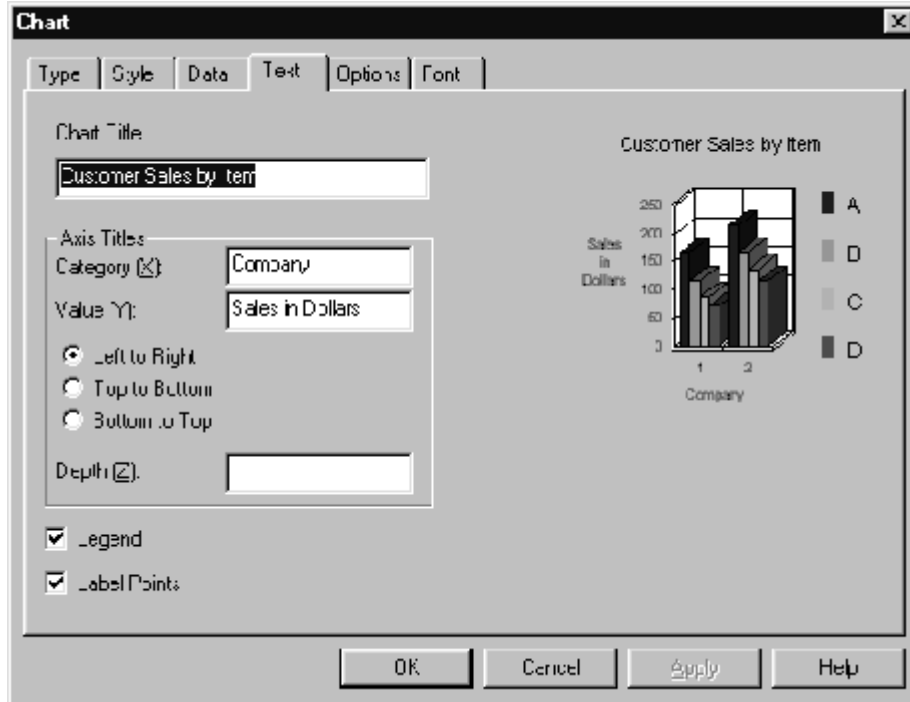 Chart
Type Style Data Text Options Font
Chart Title
Customer Sales by Item
Axis Titles
Category (X):
Company
Value (Y):
Sales in Dollars
Left to Right
Top to Bottom
Bottom to Top
Depth (Z):
Legend
Label Points
Customer Sales by Item
250
200
150
100
50
0
Sales
in
Dollars
1 2
Company
A
B
C
D
OK Cancel Apply Help